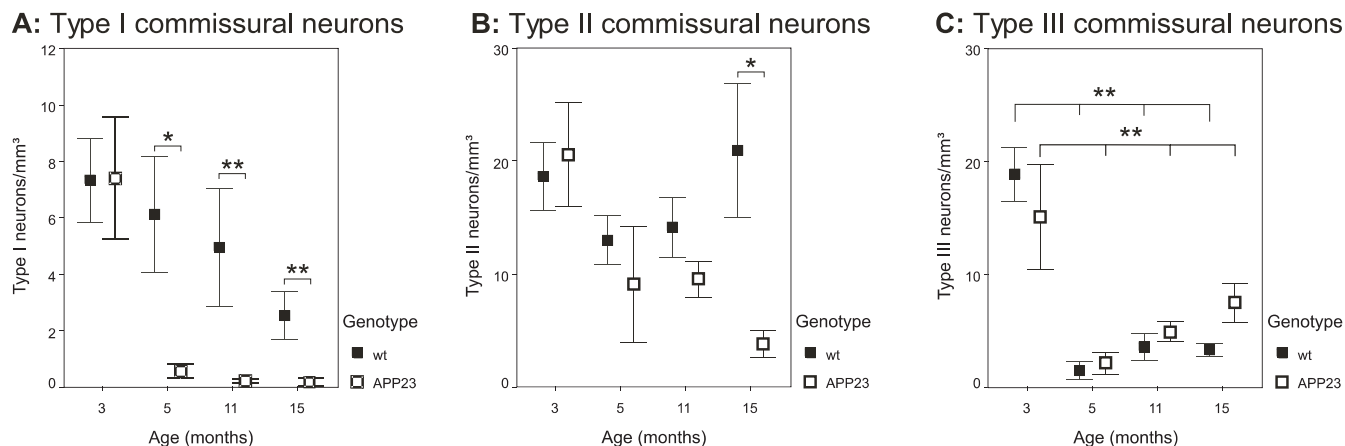 A: Type I commissural neurons
12
10
8
6
4
2
0
Type I neurons/mm³
*
**
**
3 5 11 15
Age (months)
Genotype
wt
APP23
B: Type II commissural neurons
30
20
10
0
Type II neurons/mm³
*
3 5 11 15
Age (months)
Genotype
wt
APP23
C: Type III commissural neurons
30
20
10
0
Type III neurons/mm³
**
**
3 5 11 15
Age (months)
Genotype
wt
APP23